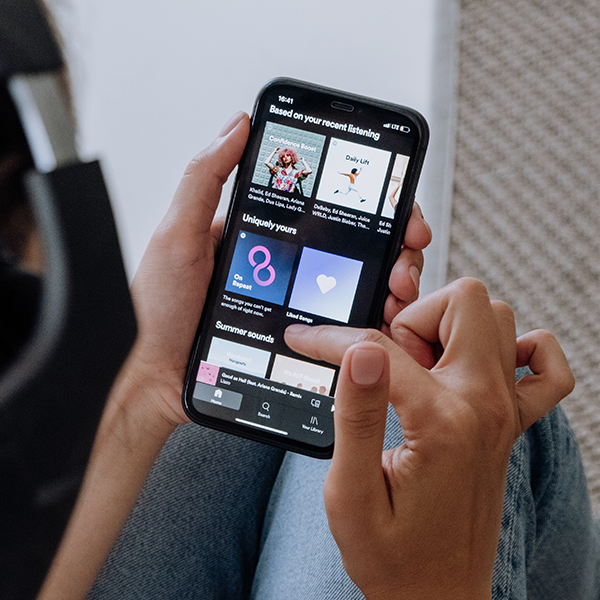 16:41
LTE
Based on your recent listening
Confidence Boost
Daily Lift
Khalid, Ed Sheeran, Ariana
Grande, Dua Lipa, Lady G...
DaBaby, Ed Sheeran, Juice
WRLD, Justin Bieber, Tha...
Ed Sh
Justin
Uniquely yours
On
Repeat
The songs you can't get
enough of right now.
Liked Songs
Summer sounds
Good as Hell (feat. Ariana Grande) - Remix
Lizzo
Home
Search
Your Library